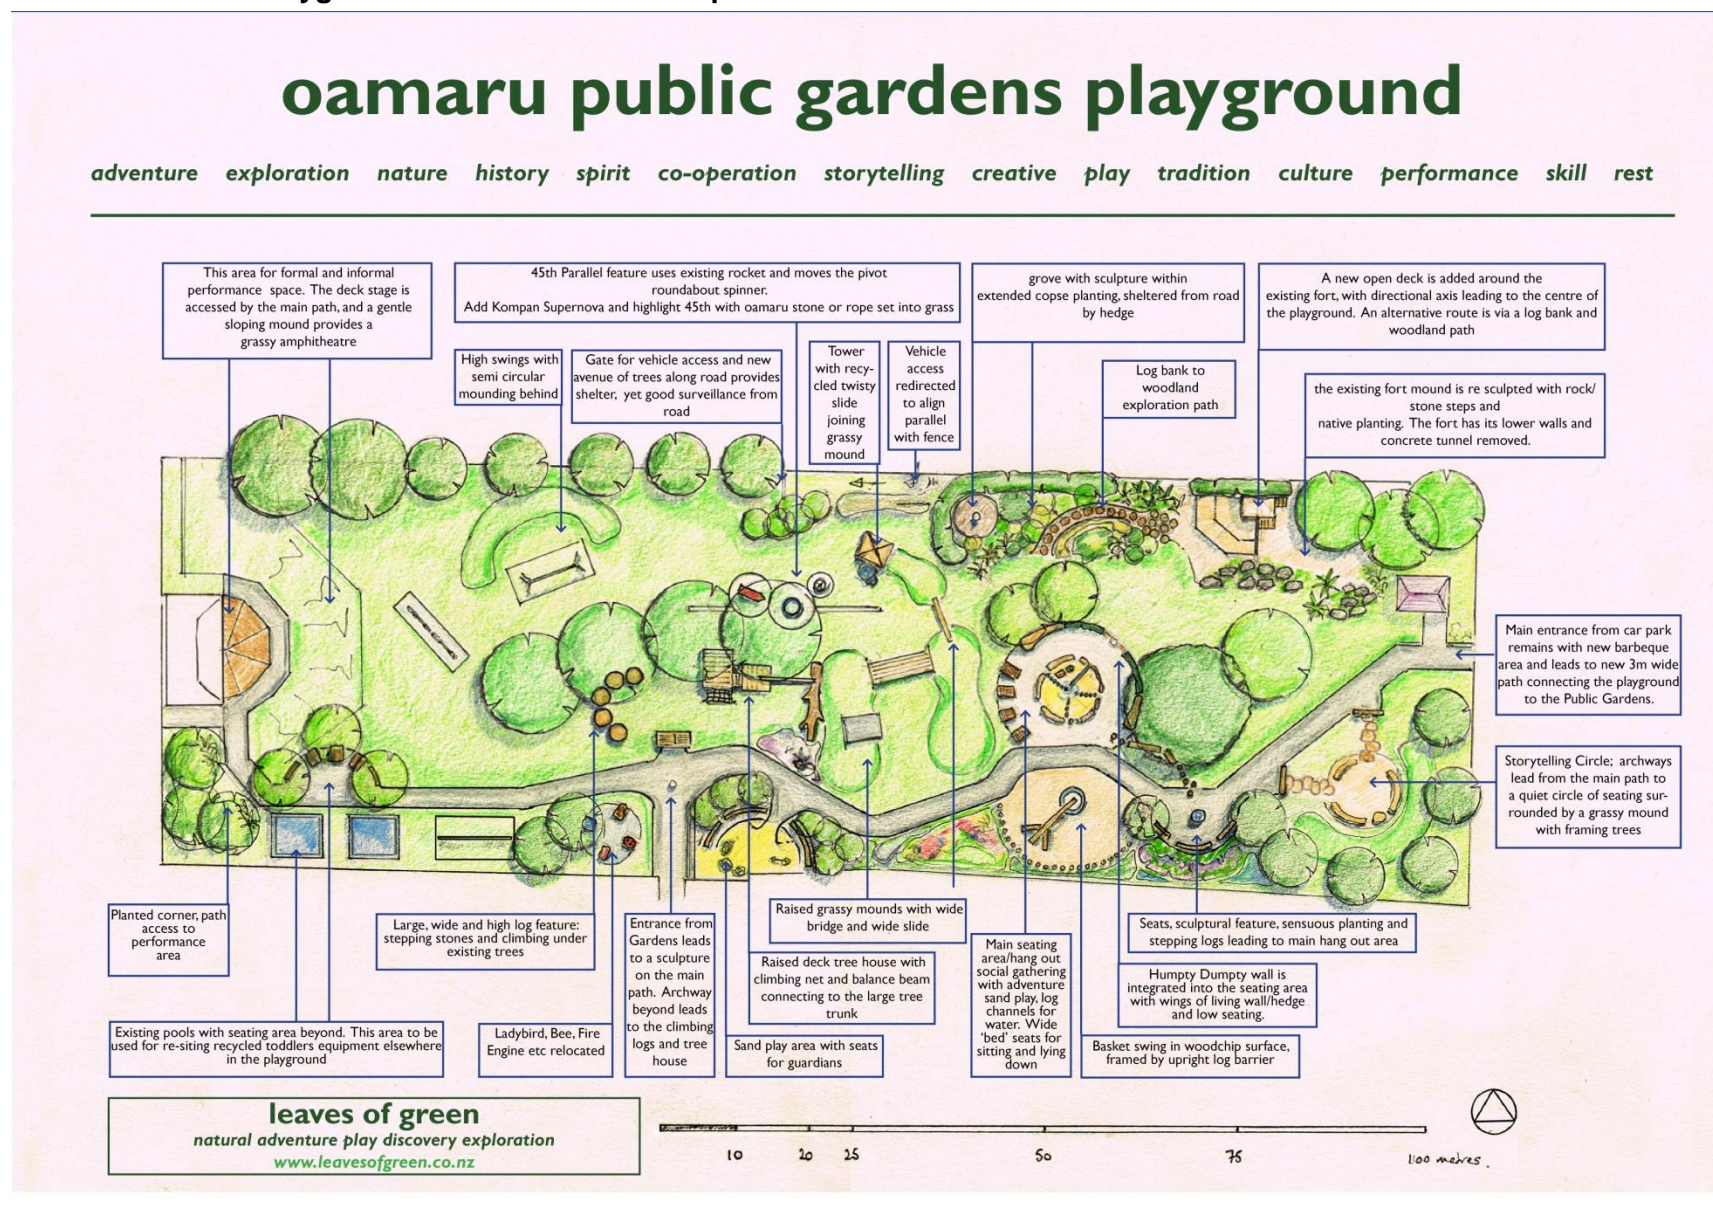 oamaru public gardens playground
adventure exploration nature history spirit co-operation storytelling creative play tradition culture performance skill rest
This area for formal and informal
performance space. The deck stage is
accessed by the main path, and a gentle
sloping mound provides a
grassy amphitheatre
45th Parallel feature uses existing rocket and moves the pivot
roundabout spinner.
Add Kompan Supernova and highlight 45th with oamaru stone or rope set into grass
grove with sculpture within
extended copse planting, sheltered from road
by hedge
A new open deck is added around the
existing fort, with directional axis leading to the centre of
the playground. An alternative route is via a log bank and
woodland path
High swings with
semi circular
mounding behind
Gate for vehicle access and new
avenue of trees along road provides
shelter, yet good surveillance from
road
Tower
with recy-
cled twisty
slide
joining
grassy
mound
Vehicle
access
redirected
to align
parallel
with fence
Log bank to
woodland
exploration path
the existing fort mound is re sculpted with rock/
stone steps and
native planting. The fort has its lower walls and
concrete tunnel removed.
Main entrance from car park
remains with new barbeque
area and leads to new 3m wide
path connecting the playground
to the Public Gardens.
Storytelling Circle; archways
lead from the main path to
a quiet circle of seating sur-
rounded by a grassy mound
with framing trees
Planted corner, path
access to
performance
area
Large, wide and high log feature:
stepping stones and climbing under
existing trees
Entrance from
Gardens leads
to a sculpture
on the main
path. Archway
beyond leads
to the climbing
logs and tree
house
Raised grassy mounds with wide
bridge and wide slide
Raised deck tree house with
climbing net and balance beam
connecting to the large tree
trunk
Main seating
area/hang out
social gathering
with adventure
sand play, log
channels for
water. Wide
'bed' seats for
sitting and lying
down
Seats, sculptural feature, sensuous planting and
stepping logs leading to main hang out area
Humpty Dumpty wall is
integrated into the seating area
with wings of living wall/hedge
and low seating.
Existing pools with seating area beyond. This area to be
used for re-siting recycled toddlers equipment elsewhere
in the playground
Ladybird, Bee, Fire
Engine etc relocated
Sand play area with seats
for guardians
Basket swing in woodchip surface,
framed by upright log barrier
leaves of green
natural adventure play discovery exploration
www.leavesofgreen.co.nz
10 20 25 50 75 100 metres.